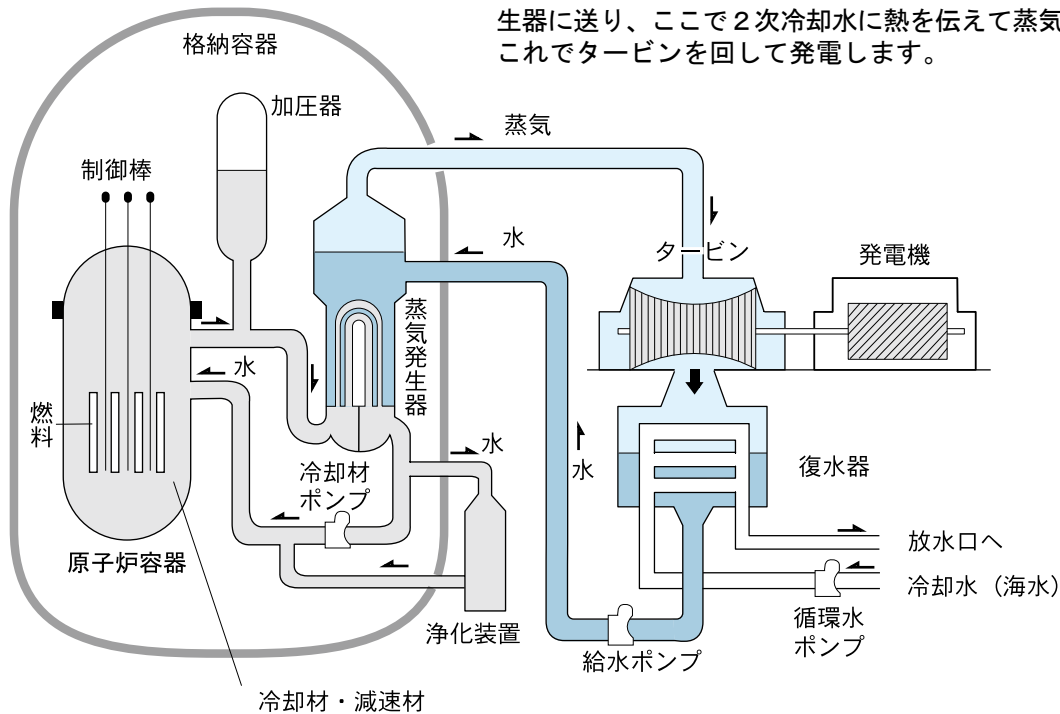 生器に送り、ここで２次冷却水に熱を伝えて蒸気
これでタービンを回して発電します。
格納容器
加圧器
蒸気
制御棒
水
タービン
発電機
蒸気発生器
水
燃料
水
水
復水器
冷却材
ポンプ
放水口へ
原子炉容器
冷却水（海水）
循環水
ポンプ
浄化装置
給水ポンプ
冷却材・減速材